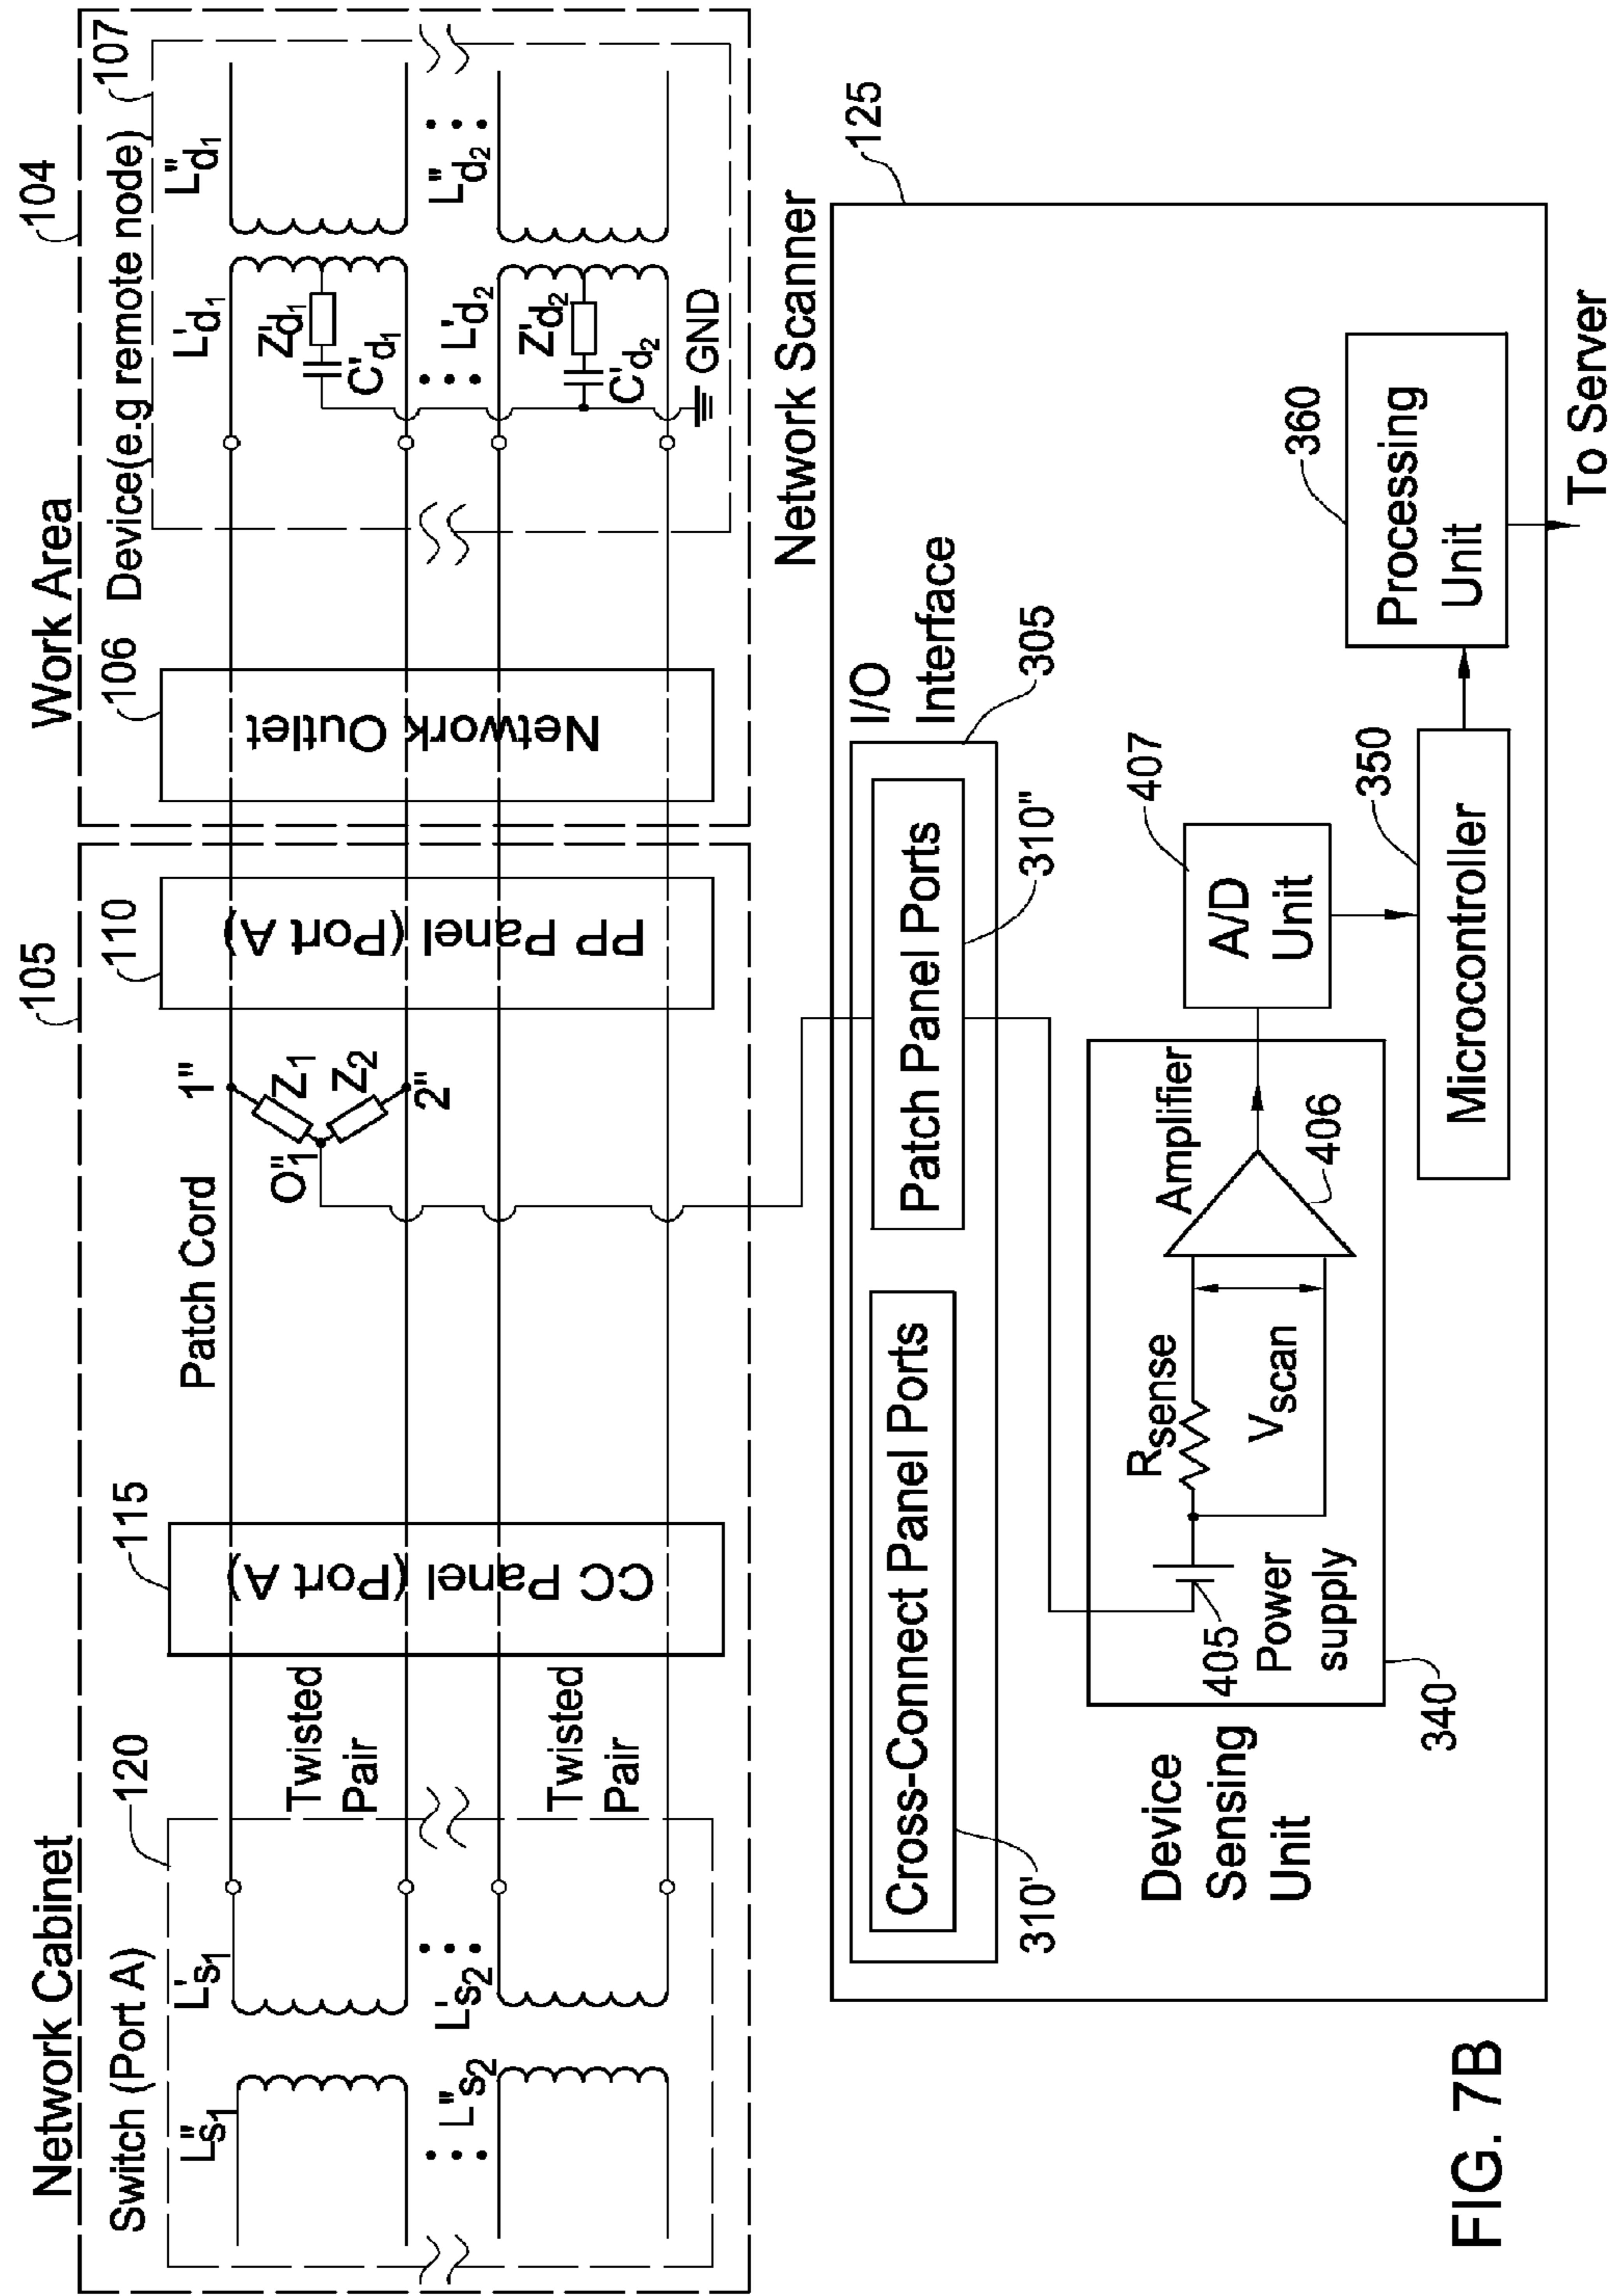 Network Cabinet
105
Work Area
104
Switch (Port A)
120
115
Patch Cord
110
106
Device(e.g remote node)
107
L"s1
L's1
Twisted
Pair
CC Panel (Port A)
1"
Z1
Z2
O"1
2"
PP Panel (Port A)
Network Outlet
L'd1
L"d1
Z'd1
C'd1
L"s2
L's2
Twisted
Pair
L'd2
L"d2
Z'd2
C'd2
GND
Network Scanner
125
I/O
Interface
305
Cross-Connect Panel Ports
310'
Patch Panel Ports
310"
Device
Sensing
Unit
340
405
Power
supply
Rsense
Vscan
Amplifier
406
A/D
Unit
407
Microcontroller
350
Processing
Unit
360
To Server
FIG. 7B